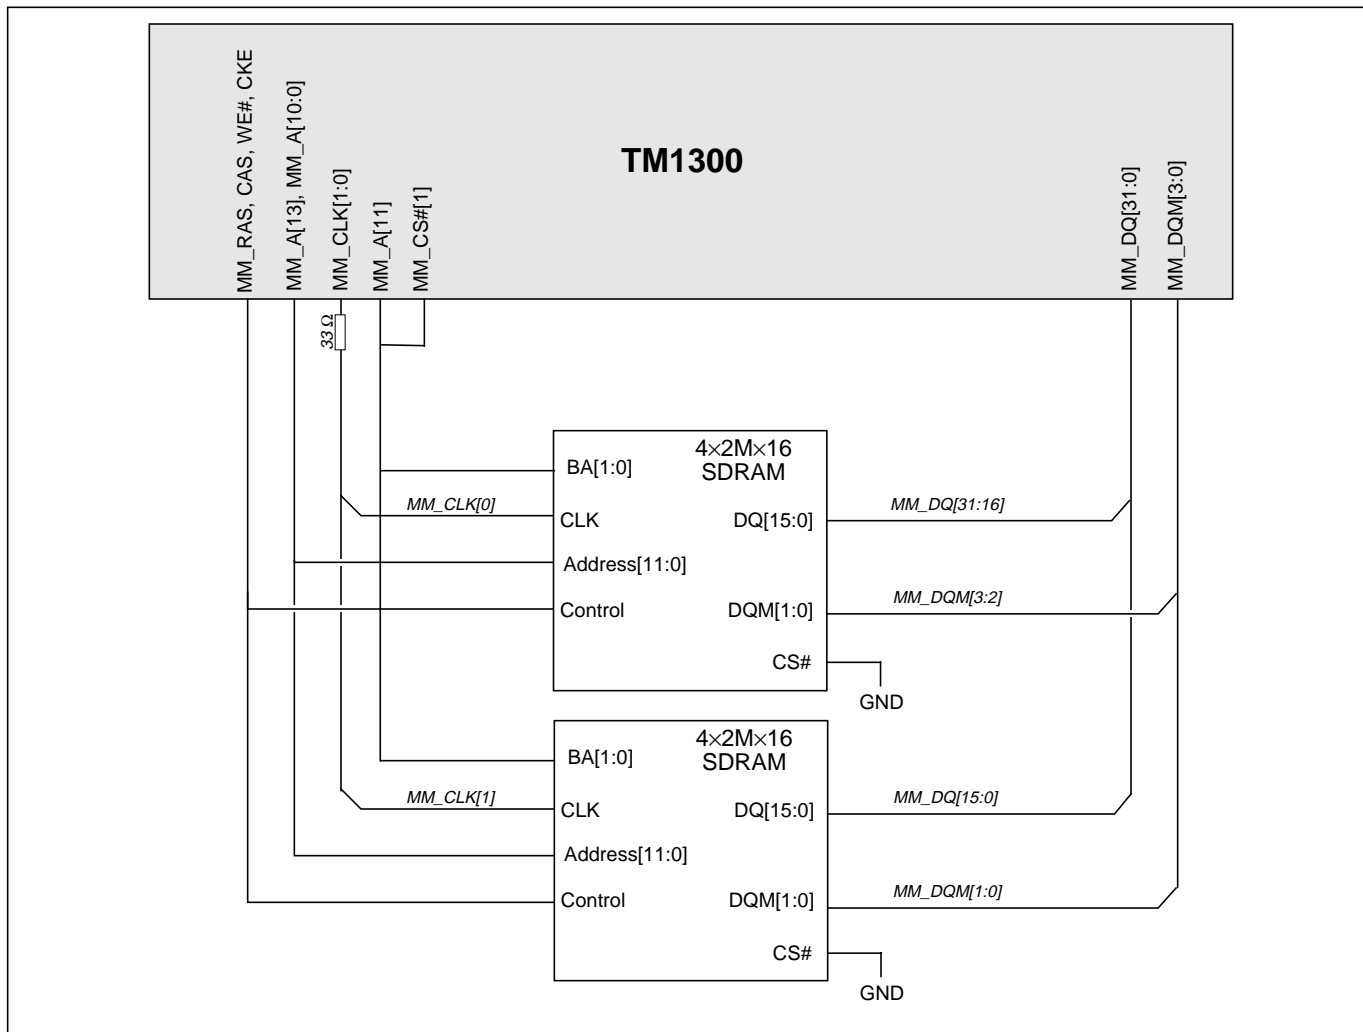 TM1300
MM_RAS, CAS, WE#, CKE
MM_A[13], MM_A[10:0]
MM_CLK[1:0]
MM_A[11]
MM_CS#[1]
MM_DQ[31:0]
MM_DQM[3:0]
33 Ω
4×2M×16
SDRAM
BA[1:0]
MM_CLK[0]
CLK
DQ[15:0]
MM_DQ[31:16]
Address[11:0]
Control
DQM[1:0]
MM_DQM[3:2]
CS#
GND
4×2M×16
SDRAM
BA[1:0]
MM_CLK[1]
CLK
DQ[15:0]
MM_DQ[15:0]
Address[11:0]
Control
DQM[1:0]
MM_DQM[1:0]
CS#
GND